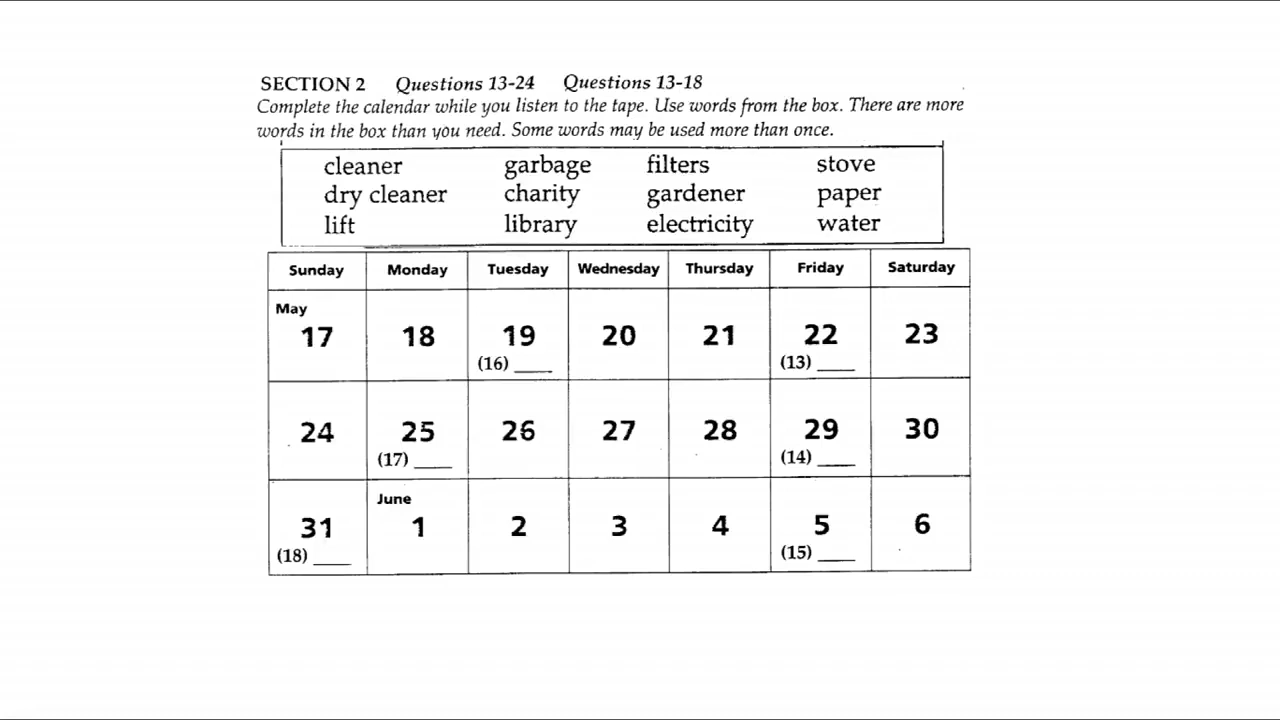 SECTION 2 Questions 13-24 Questions 13-18
Complete the calendar while you listen to the tape. Use words from the box. There are more
words in the box than you need. Some words may be used more than once.
cleaner garbage filters stove
dry cleaner charity gardener paper
lift library electricity water
Sunday Monday Tuesday Wednesday Thursday Friday Saturday
May
17 18 19 20 21 22 23
(16) ____ (13) ____
24 25 26 27 28 29 30
(17) ____ (14) ____
June
31 1 2 3 4 5 6
(18) ____ (15) ____